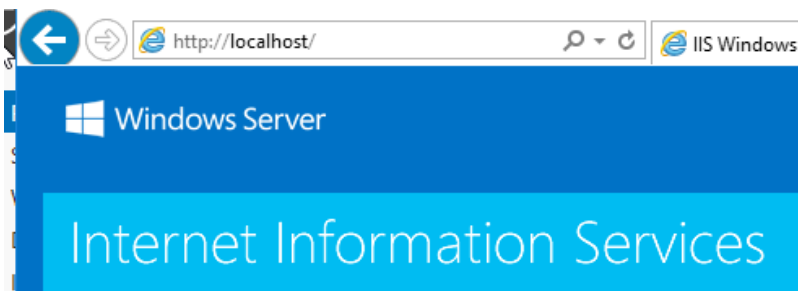 http://localhost/
IIS Windows
Windows Server
Internet Information Services